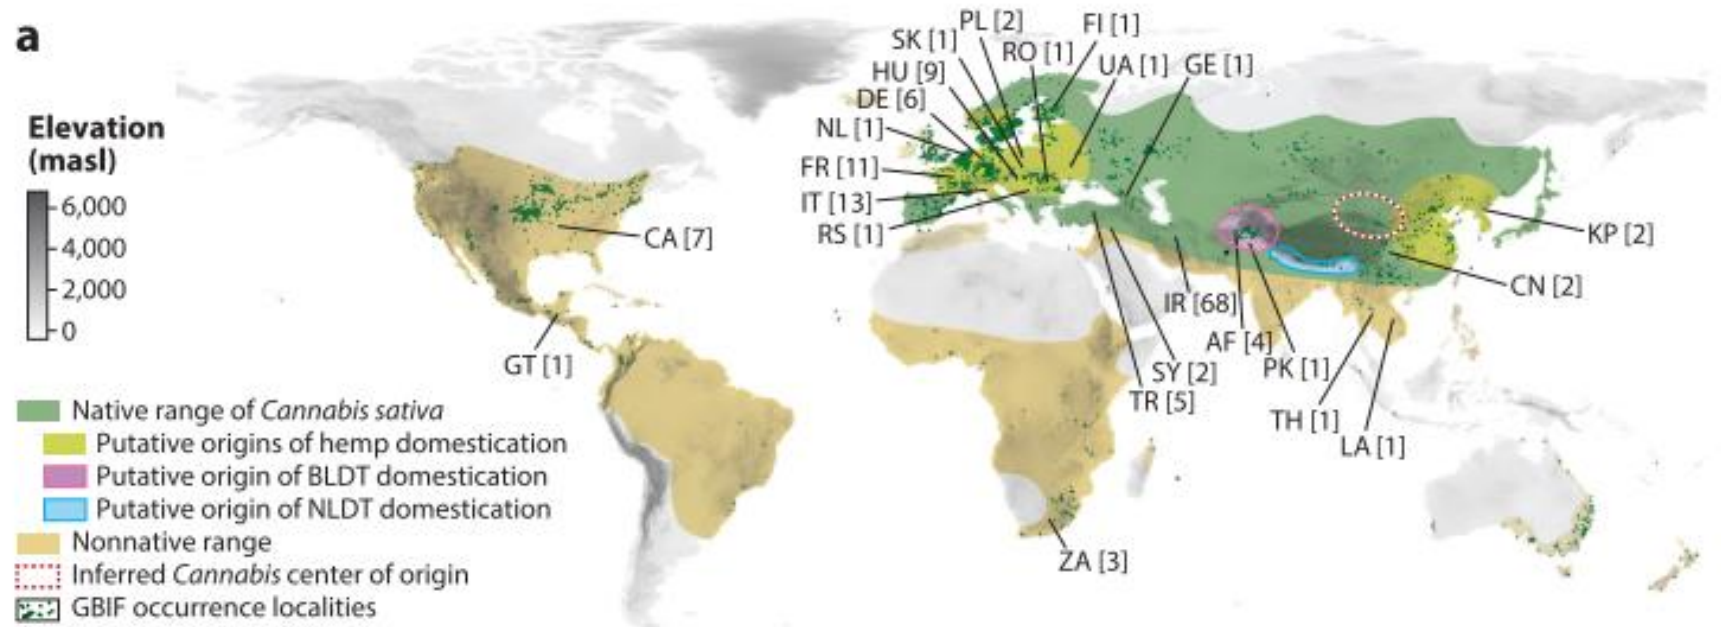 a
Elevation
(masl)
6,000
4,000
2,000
0
PL [2]
FI [1]
SK [1]
RO [1]
HU [9]
UA [1]
GE [1]
DE [6]
NL [1]
FR [11]
IT [13]
RS [1]
CA [7]
KP [2]
CN [2]
IR [68]
AF [4]
GT [1]
SY [2]
PK [1]
TR [5]
TH [1]
LA [1]
ZA [3]
Native range of Cannabis sativa
Putative origins of hemp domestication
Putative origin of BLDT domestication
Putative origin of NLDT domestication
Nonnative range
Inferred Cannabis center of origin
GBIF occurrence localities